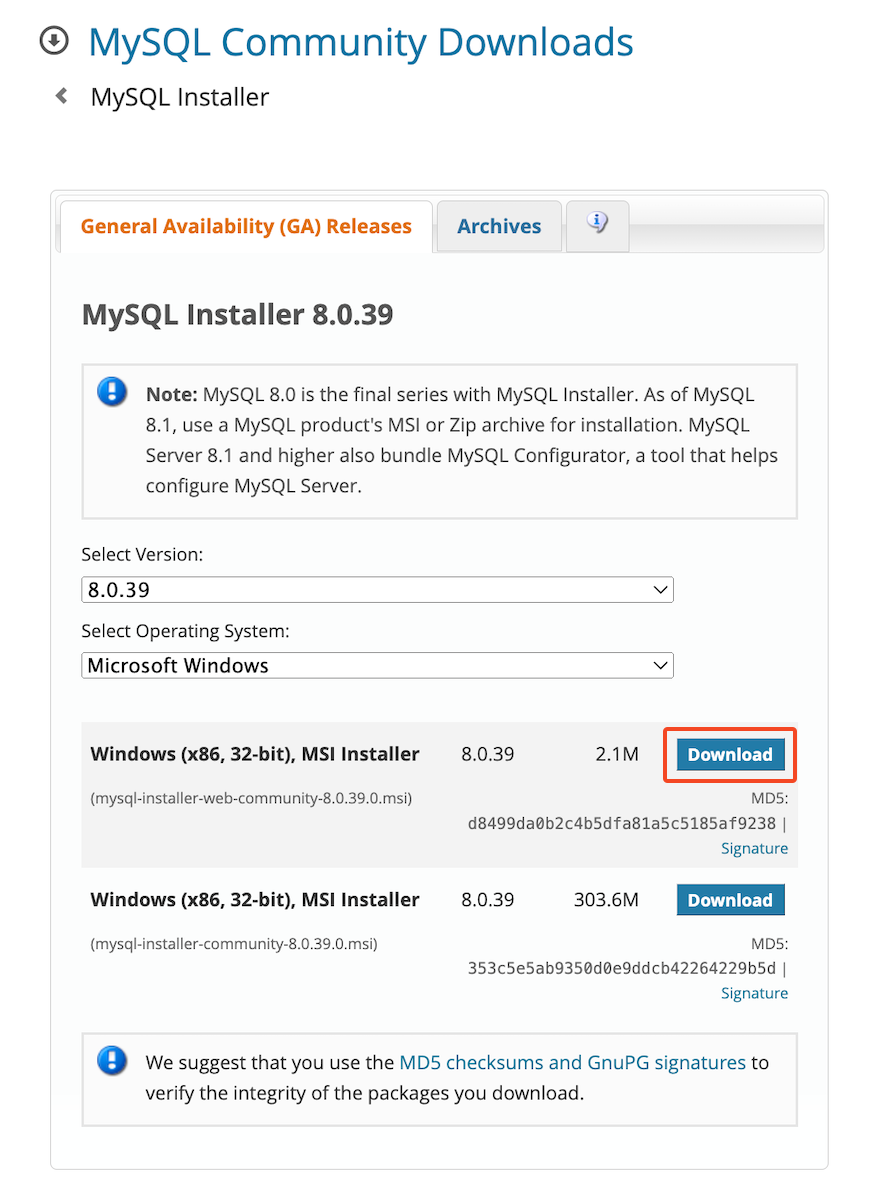 MySQL Community Downloads
MySQL Installer
General Availability (GA) Releases
Archives
MySQL Installer 8.0.39
Note: MySQL 8.0 is the final series with MySQL Installer. As of MySQL
8.1, use a MySQL product's MSI or Zip archive for installation. MySQL
Server 8.1 and higher also bundle MySQL Configurator, a tool that helps
configure MySQL Server.
Select Version:
8.0.39
Select Operating System:
Microsoft Windows
Windows (x86, 32-bit), MSI Installer 8.0.39 2.1M Download
(mysql-installer-web-community-8.0.39.0.msi) MD5:
d8499da0b2c4b5dfa81a5c5185af9238 |
Signature
Windows (x86, 32-bit), MSI Installer 8.0.39 303.6M Download
(mysql-installer-community-8.0.39.0.msi) MD5:
353c5e5ab9350d0e9ddcb42264229b5d |
Signature
We suggest that you use the MD5 checksums and GnuPG signatures to
verify the integrity of the packages you download.